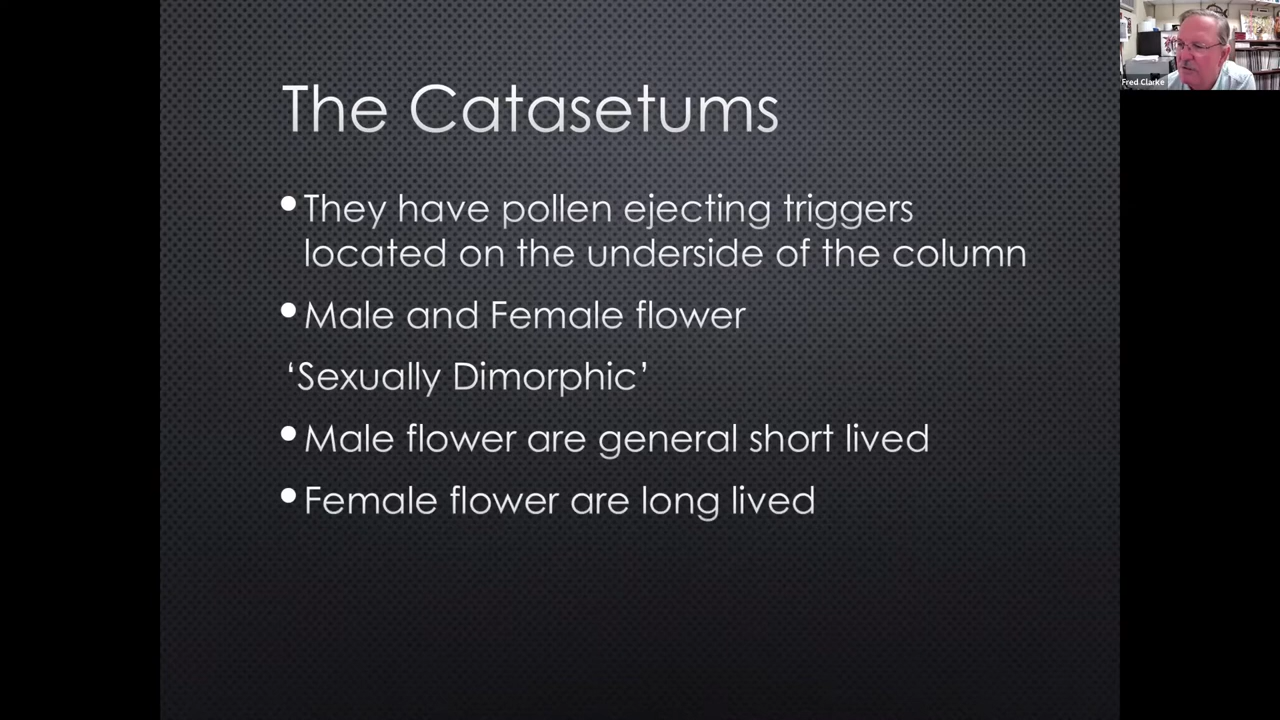 The Catasetums
• They have pollen ejecting triggers
located on the underside of the column
• Male and Female flower
‘Sexually Dimorphic’
• Male flower are general short lived
• Female flower are long lived
Fred Clarke